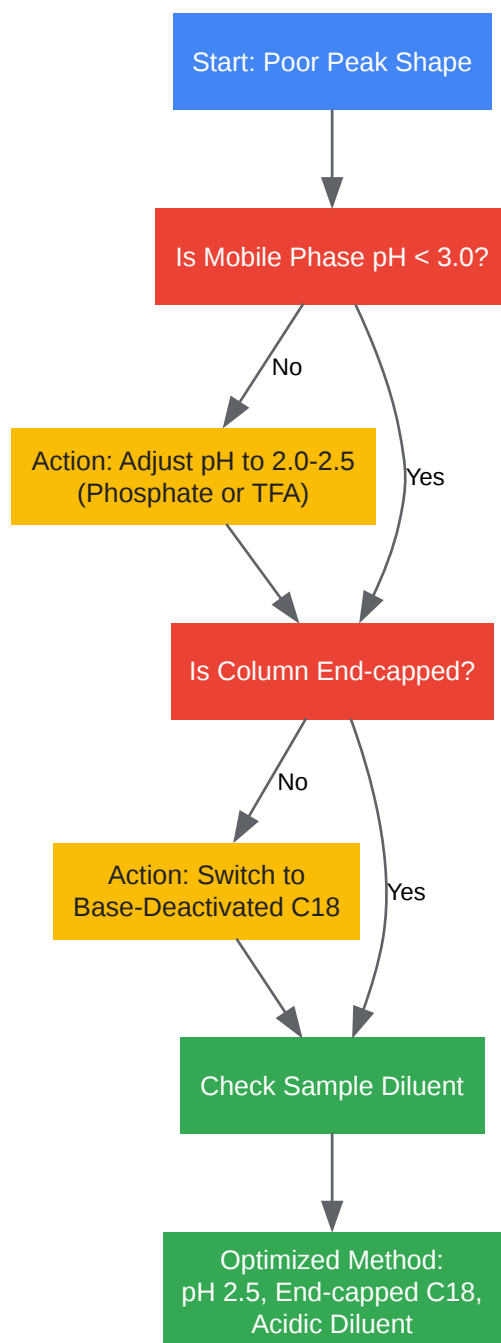 Start: Poor Peak Shape
Is Mobile Phase pH < 3.0?
No
Action: Adjust pH to 2.0-2.5
(Phosphate or TFA)
Yes
Is Column End-capped?
No
Action: Switch to
Base-Deactivated C18
Yes
Check Sample Diluent
Optimized Method:
pH 2.5, End-capped C18,
Acidic Diluent